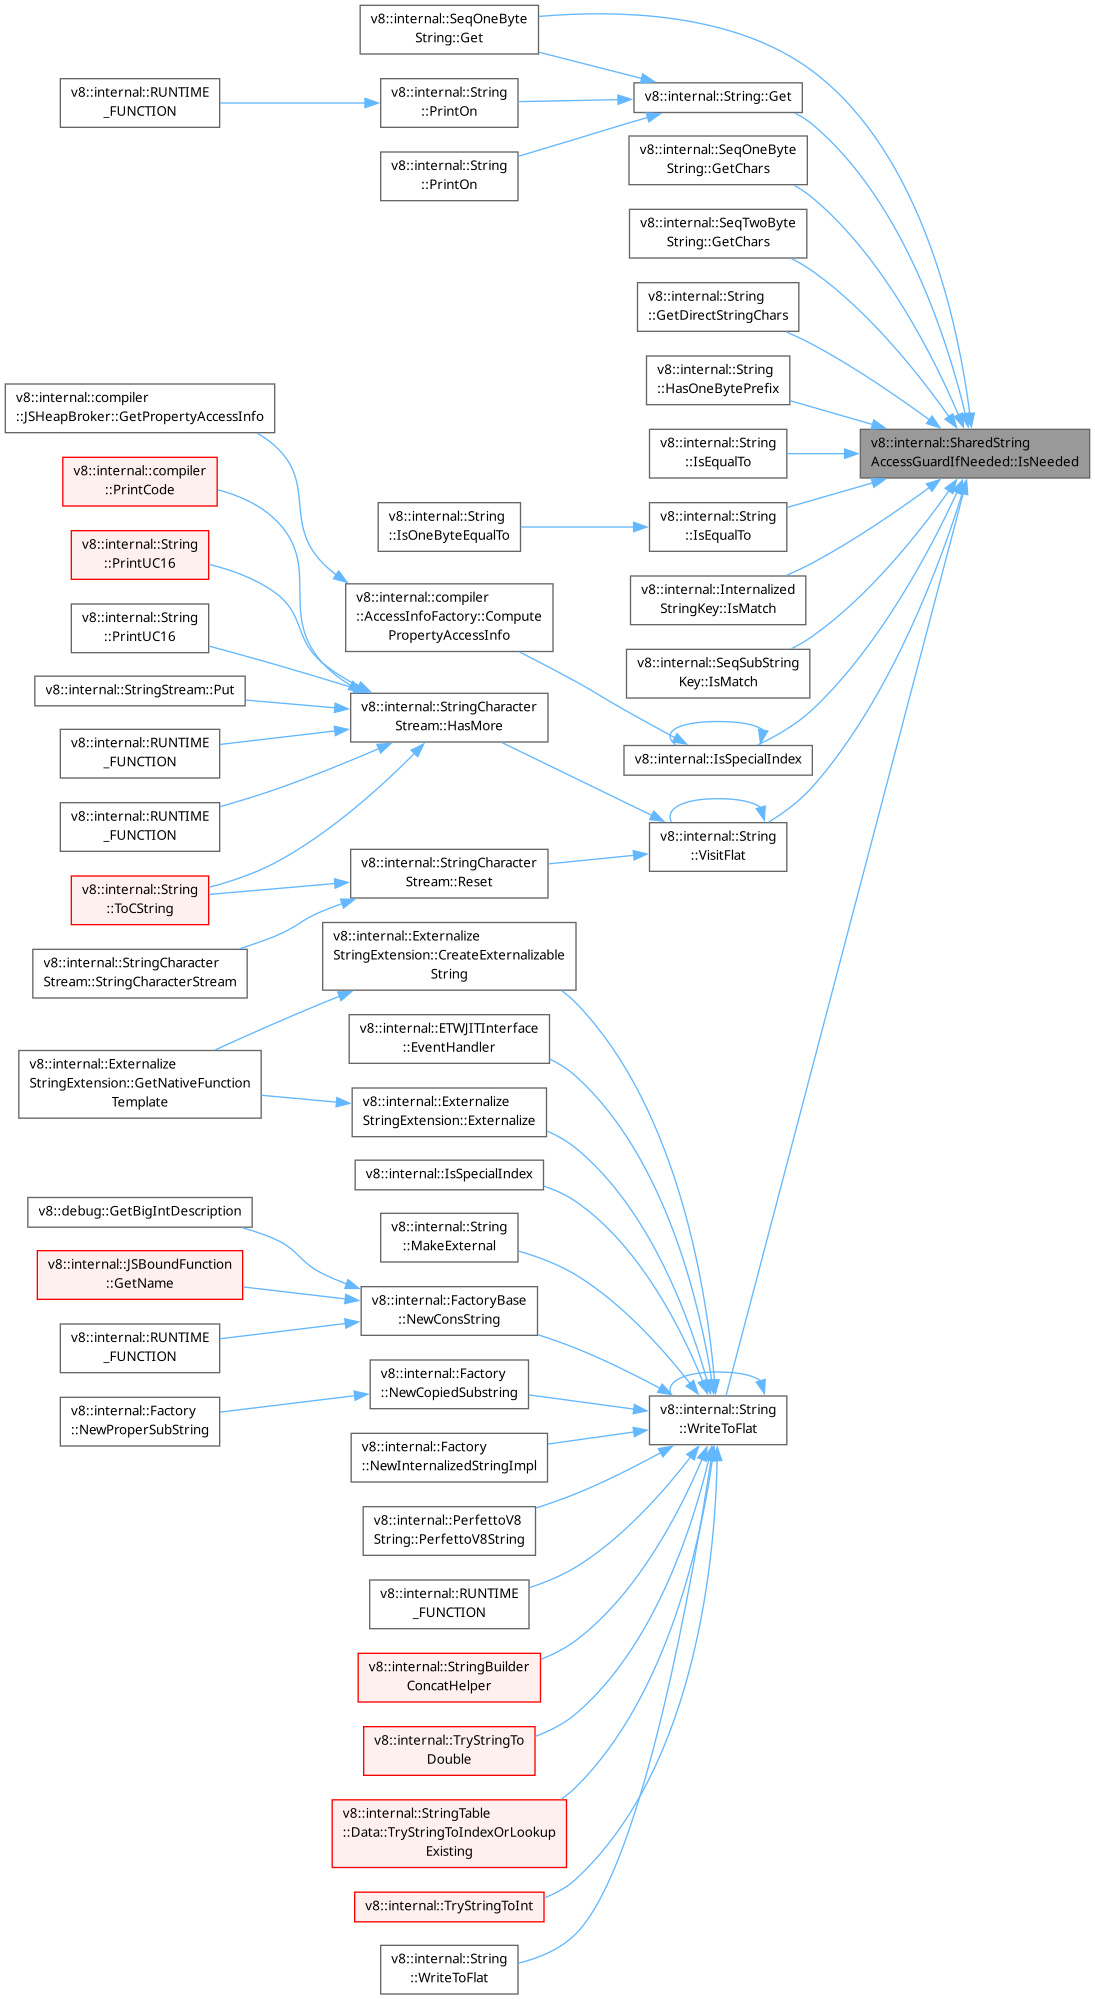 v8::internal::SeqOneByte
String::Get
v8::internal::RUNTIME
_FUNCTION
v8::internal::String
::PrintOn
v8::internal::String::Get
v8::internal::String
::PrintOn
v8::internal::SeqOneByte
String::GetChars
v8::internal::SeqTwoByte
String::GetChars
v8::internal::String
::GetDirectStringChars
v8::internal::String
::HasOneBytePrefix
v8::internal::compiler
::JSHeapBroker::GetPropertyAccessInfo
v8::internal::SharedString
AccessGuardIfNeeded::IsNeeded
v8::internal::String
::IsEqualTo
v8::internal::compiler
::PrintCode
v8::internal::String
::IsOneByteEqualTo
v8::internal::String
::IsEqualTo
v8::internal::String
::PrintUC16
v8::internal::compiler
::AccessInfoFactory::Compute
PropertyAccessInfo
v8::internal::Internalized
StringKey::IsMatch
v8::internal::String
::PrintUC16
v8::internal::SeqSubString
Key::IsMatch
v8::internal::StringStream::Put
v8::internal::StringCharacter
Stream::HasMore
v8::internal::RUNTIME
_FUNCTION
v8::internal::IsSpecialIndex
v8::internal::RUNTIME
_FUNCTION
v8::internal::String
::VisitFlat
v8::internal::String
::ToCString
v8::internal::StringCharacter
Stream::Reset
v8::internal::StringCharacter
Stream::StringCharacterStream
v8::internal::Externalize
StringExtension::CreateExternalizable
String
v8::internal::ETWJITInterface
::EventHandler
v8::internal::Externalize
StringExtension::GetNativeFunction
Template
v8::internal::Externalize
StringExtension::Externalize
v8::internal::IsSpecialIndex
v8::debug::GetBigIntDescription
v8::internal::String
::MakeExternal
v8::internal::JSBoundFunction
::GetName
v8::internal::FactoryBase
::NewConsString
v8::internal::RUNTIME
_FUNCTION
v8::internal::Factory
::NewCopiedSubstring
v8::internal::Factory
::NewProperSubString
v8::internal::String
::WriteToFlat
v8::internal::Factory
::NewInternalizedStringImpl
v8::internal::PerfettoV8
String::PerfettoV8String
v8::internal::RUNTIME
_FUNCTION
v8::internal::StringBuilder
ConcatHelper
v8::internal::TryStringTo
Double
v8::internal::StringTable
::Data::TryStringToIndexOrLookup
Existing
v8::internal::TryStringToInt
v8::internal::String
::WriteToFlat